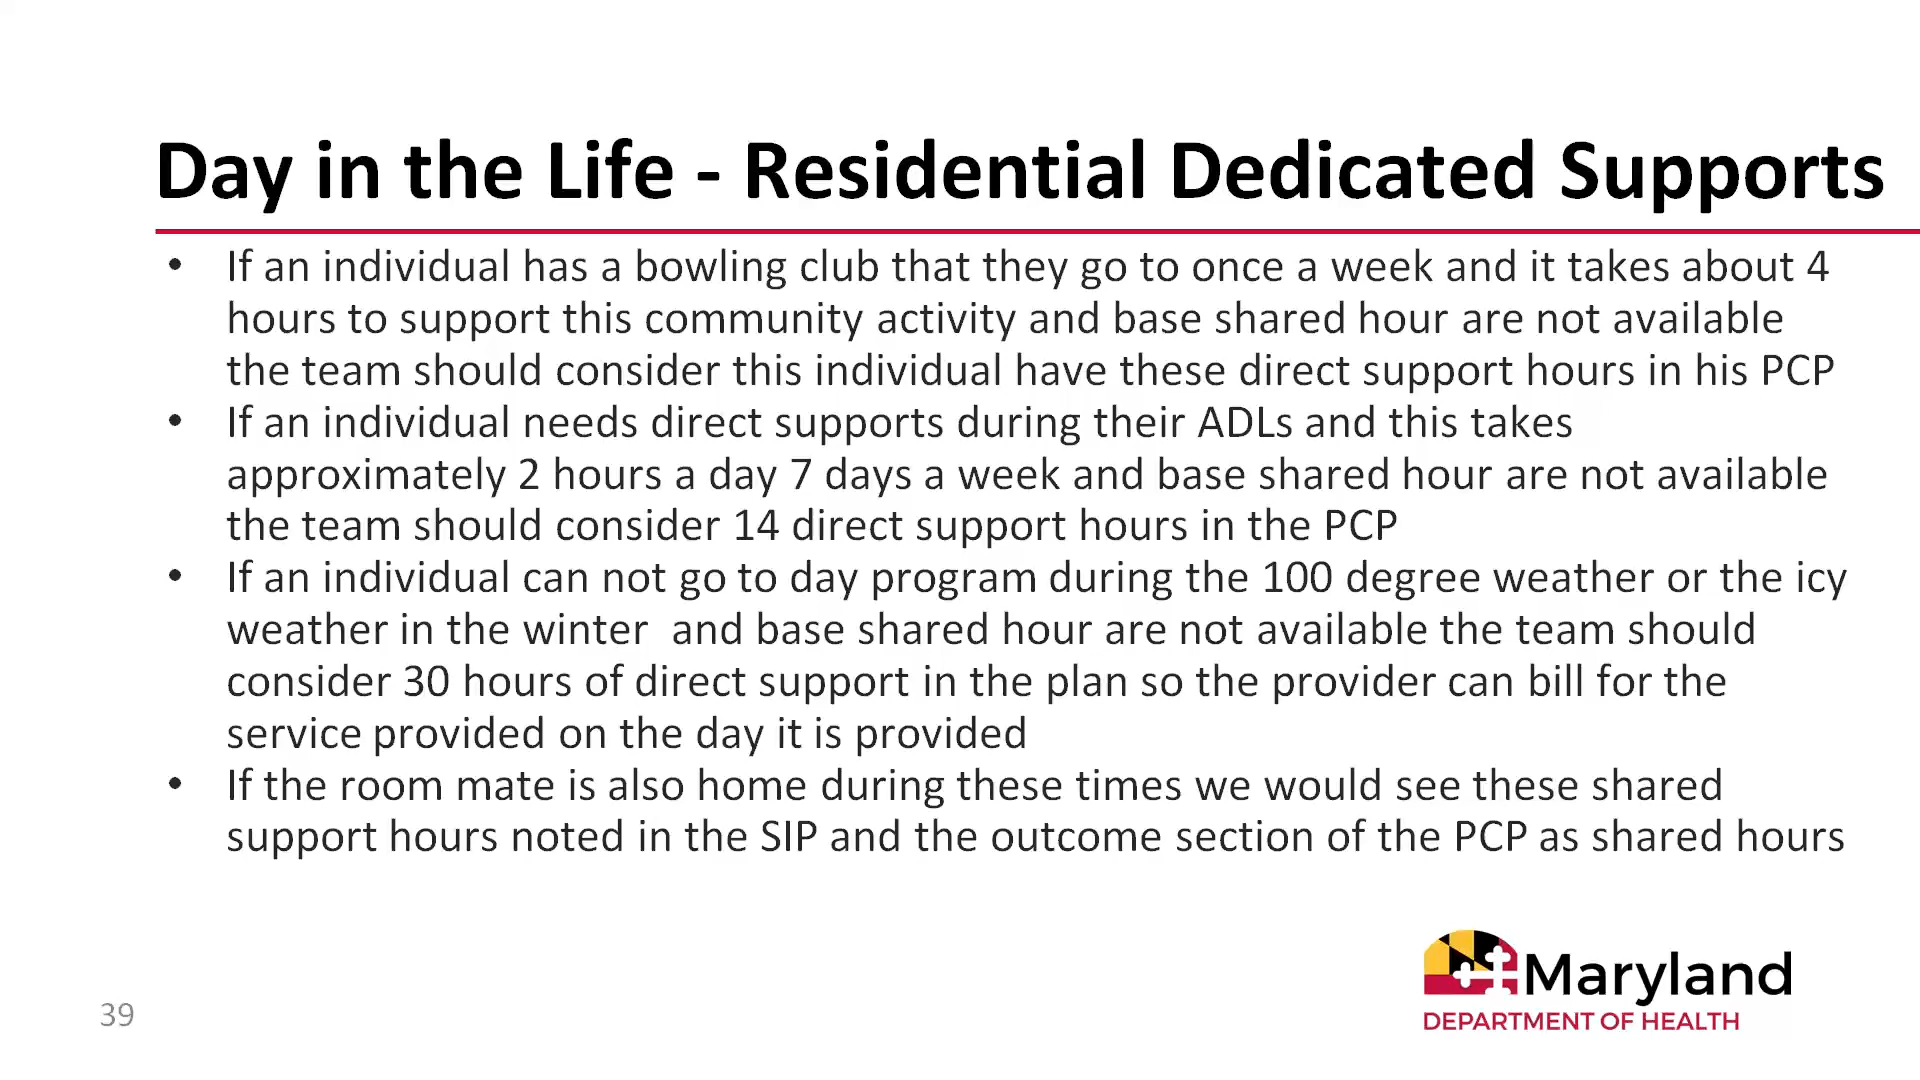 Day in the Life - Residential Dedicated Supports
• If an individual has a bowling club that they go to once a week and it takes about 4
hours to support this community activity and base shared hour are not available
the team should consider this individual have these direct support hours in his PCP
• If an individual needs direct supports during their ADLs and this takes
approximately 2 hours a day 7 days a week and base shared hour are not available
the team should consider 14 direct support hours in the PCP
• If an individual can not go to day program during the 100 degree weather or the icy
weather in the winter  and base shared hour are not available the team should
consider 30 hours of direct support in the plan so the provider can bill for the
service provided on the day it is provided
• If the room mate is also home during these times we would see these shared
support hours noted in the SIP and the outcome section of the PCP as shared hours
Maryland
DEPARTMENT OF HEALTH
39